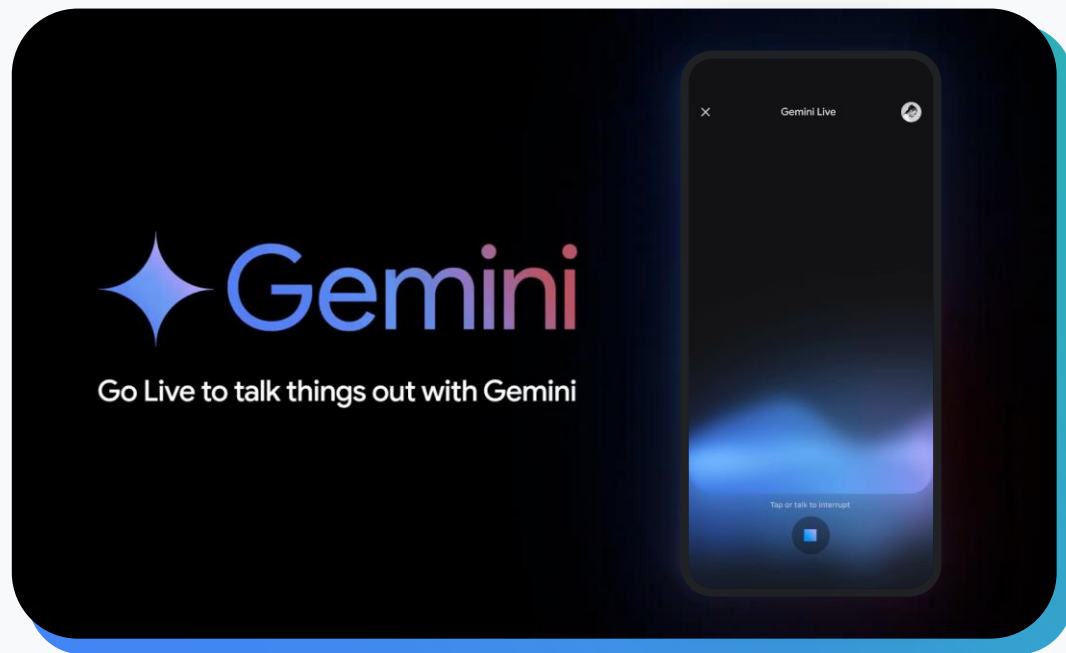 Gemini
Go Live to talk things out with Gemini
Gemini Live
Tap or talk to interrupt